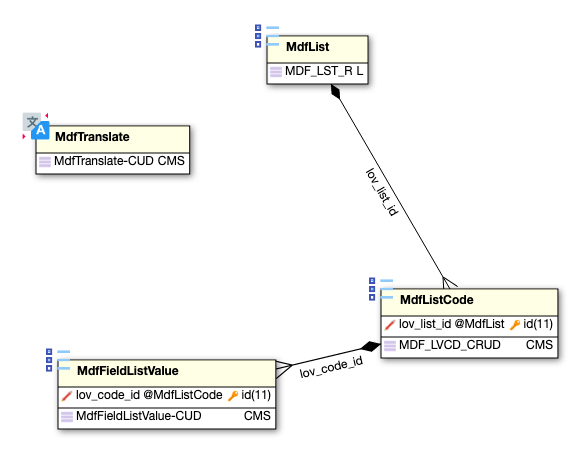 MdfList
MDF_LST_R L
文
A
MdfTranslate
MdfTranslate-CUD CMS
lov_list_id
MdfListCode
lov_list_id @MdfList id(11)
MDF_LVCD_CRUD CMS
lov_code_id
MdfFieldListValue
lov_code_id @MdfListCode id(11)
MdfFieldListValue-CUD CMS